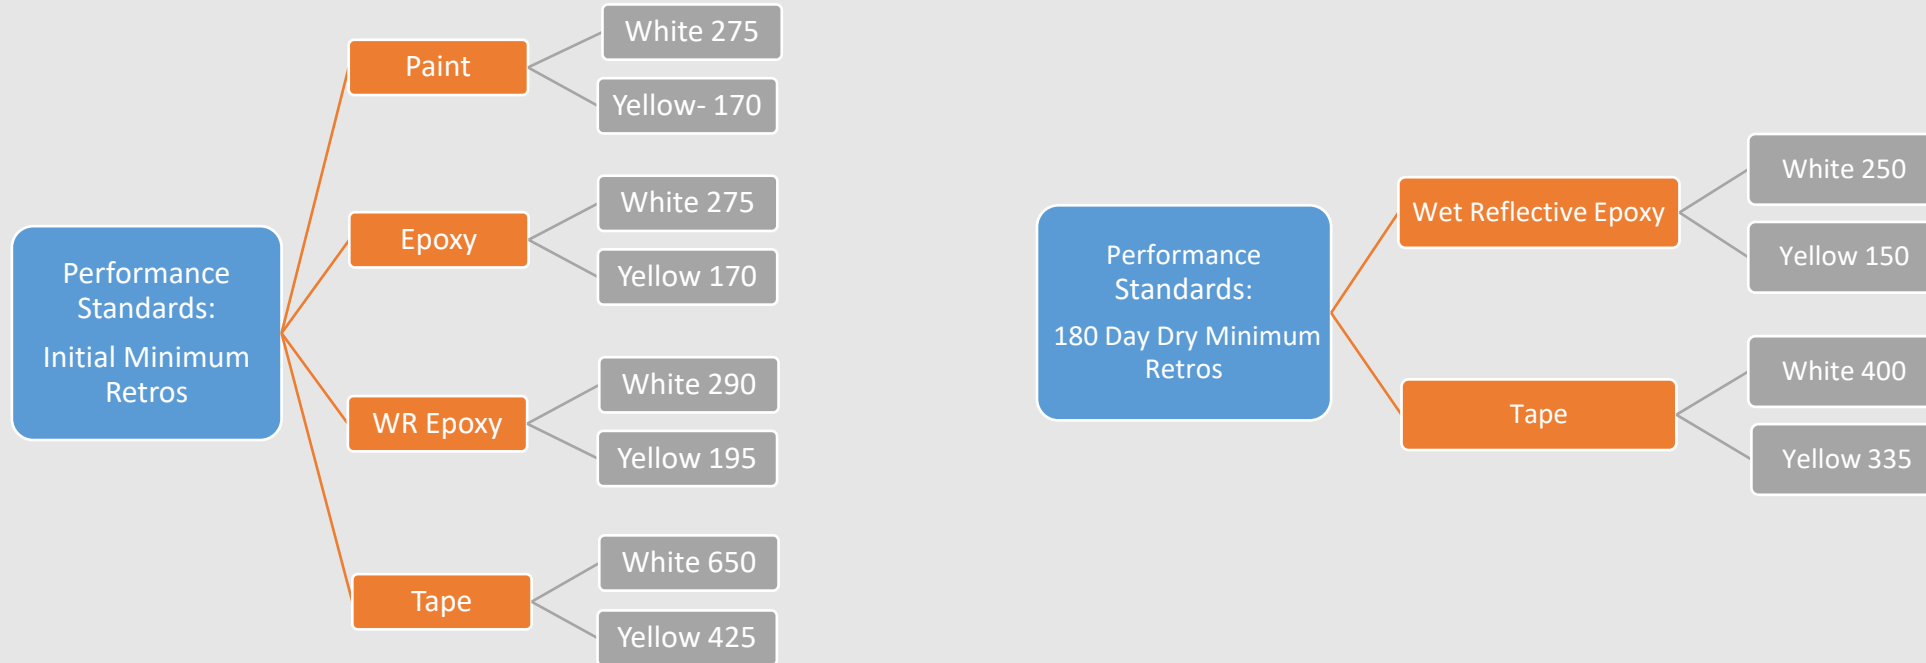 Performance
Standards:
Initial Minimum
Retros
Paint
White 275
Yellow- 170
Epoxy
White 275
Yellow 170
WR Epoxy
White 290
Yellow 195
Tape
White 650
Yellow 425
Performance
Standards:
180 Day Dry Minimum
Retros
Wet Reflective Epoxy
White 250
Yellow 150
Tape
White 400
Yellow 335